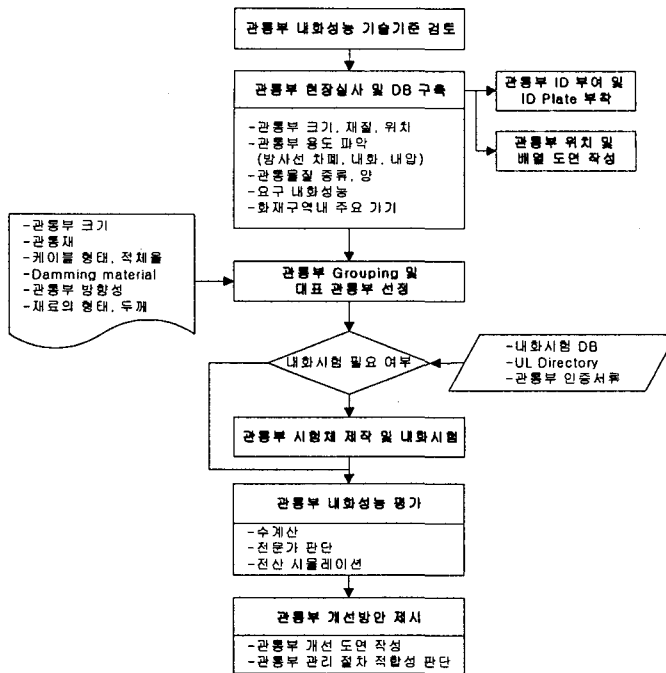 관통부 내화성능 기술기준 검토
관통부 현장실사 및 DB 구축
-관통부 크기, 재질, 위치
-관통부 용도 파악
(방사선 차폐, 내화, 내압)
-관통물질 종류, 양
-요구 내화성능
-화재구역내 주요 기기
관통부 ID 부여 및
ID Plate 부착
관통부 위치 및
배열 도면 작성
-관통부 크기
-관통재
-케이블 형태, 적체율
-Damming material
-관통부 방향성
-재료의 형태, 두께
관통부 Grouping 및
대표 관통부 선정
내화시험 필요 여부
-내화시험 DB
-UL Directory
-관통부 인증서류
관통부 시험체 제작 및 내화시험
관통부 내화성능 평가
-수계산
-전문가 판단
-전산 시뮬레이션
관통부 개선방안 제시
-관통부 개선 도면 작성
-관통부 관리 절차 적합성 판단